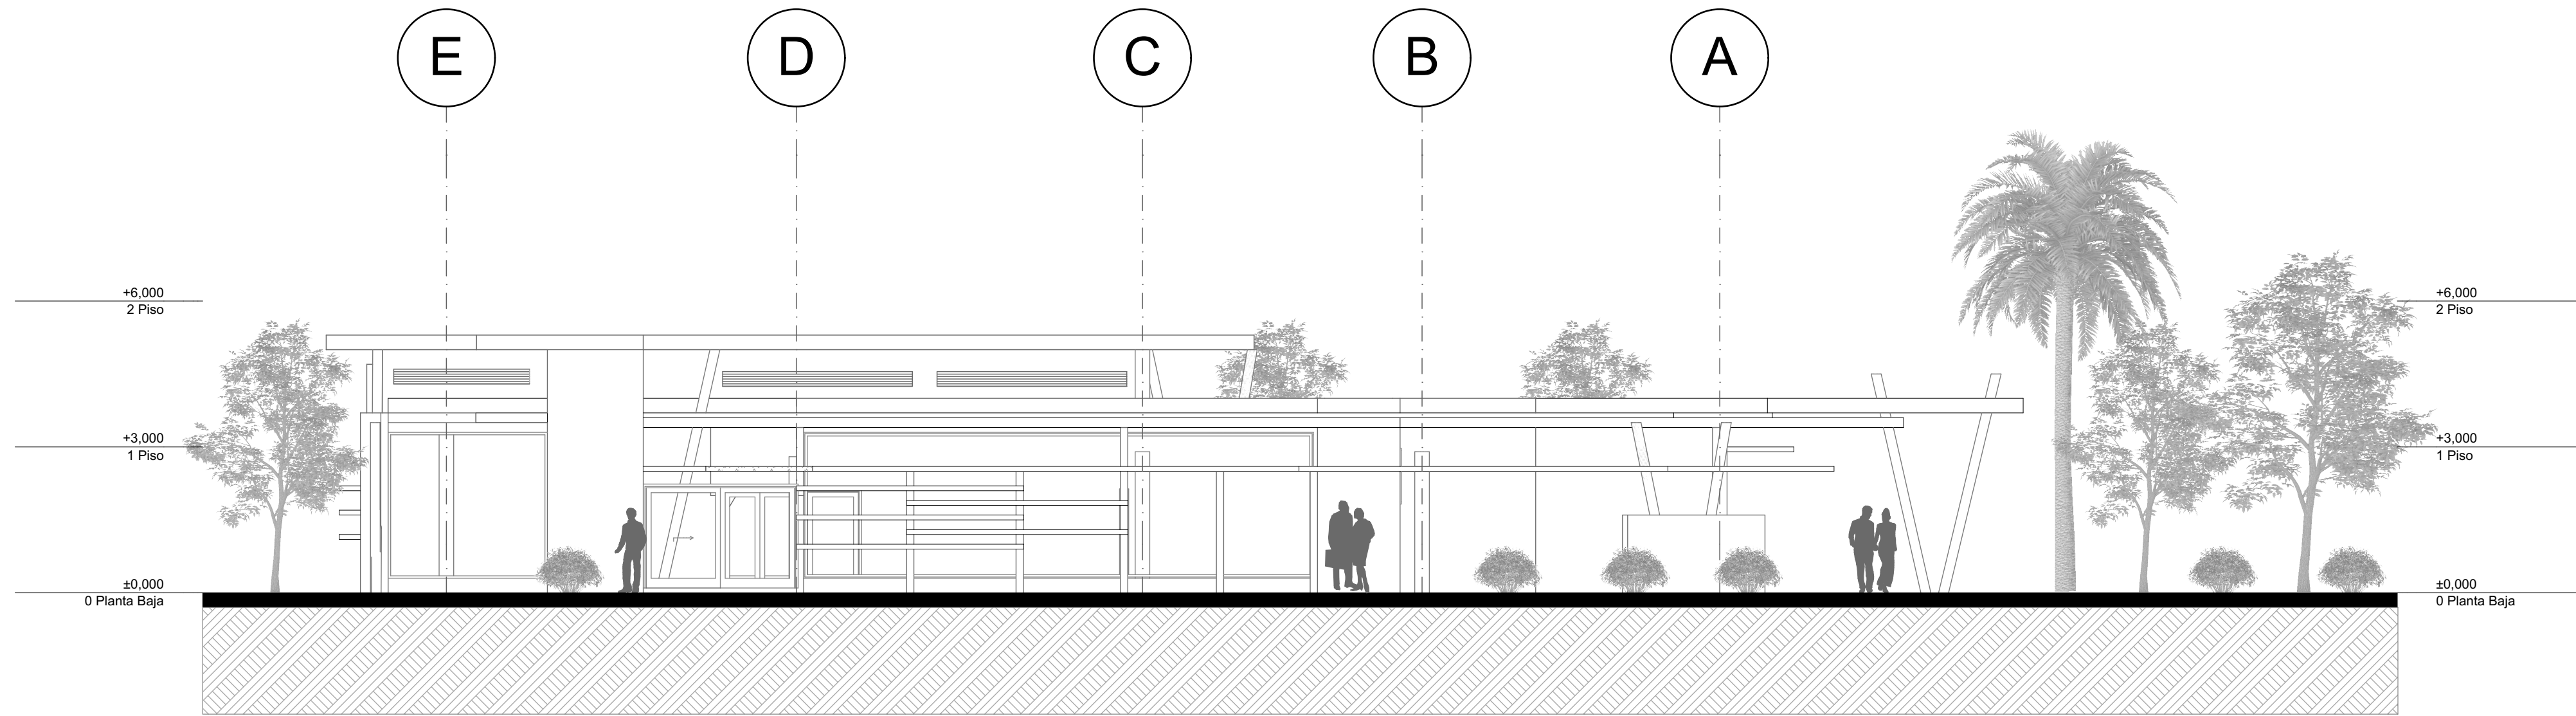 E D C B A
+6,000
2 Piso
+6,000
2 Piso
+3,000
1 Piso
+3,000
1 Piso
±0,000
0 Planta Baja
±0,000
0 Planta Baja